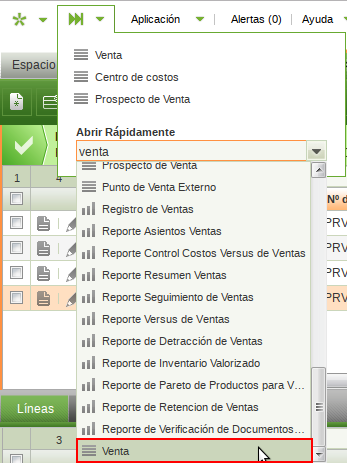 Aplicación Alertas (0) Ayuda
Venta
Centro de costos
Prospecto de Venta
Espacio
Abrir Rápidamente
venta
Prospecto de Venta
1 4 Nº d
Punto de Venta Externo
Registro de Ventas
PRV
Reporte Asientos Ventas
Reporte Control Costos Versus de Ventas
PRV
Reporte Resumen Ventas
PRV
Reporte Seguimiento de Ventas
PRV
Reporte Versus de Ventas
Reporte de Detracción de Ventas
Reporte de Inventario Valorizado
Reporte de Pareto de Productos para V...
Líneas
Reporte de Retencion de Ventas
Reporte de Verificación de Documentos...
3
Venta